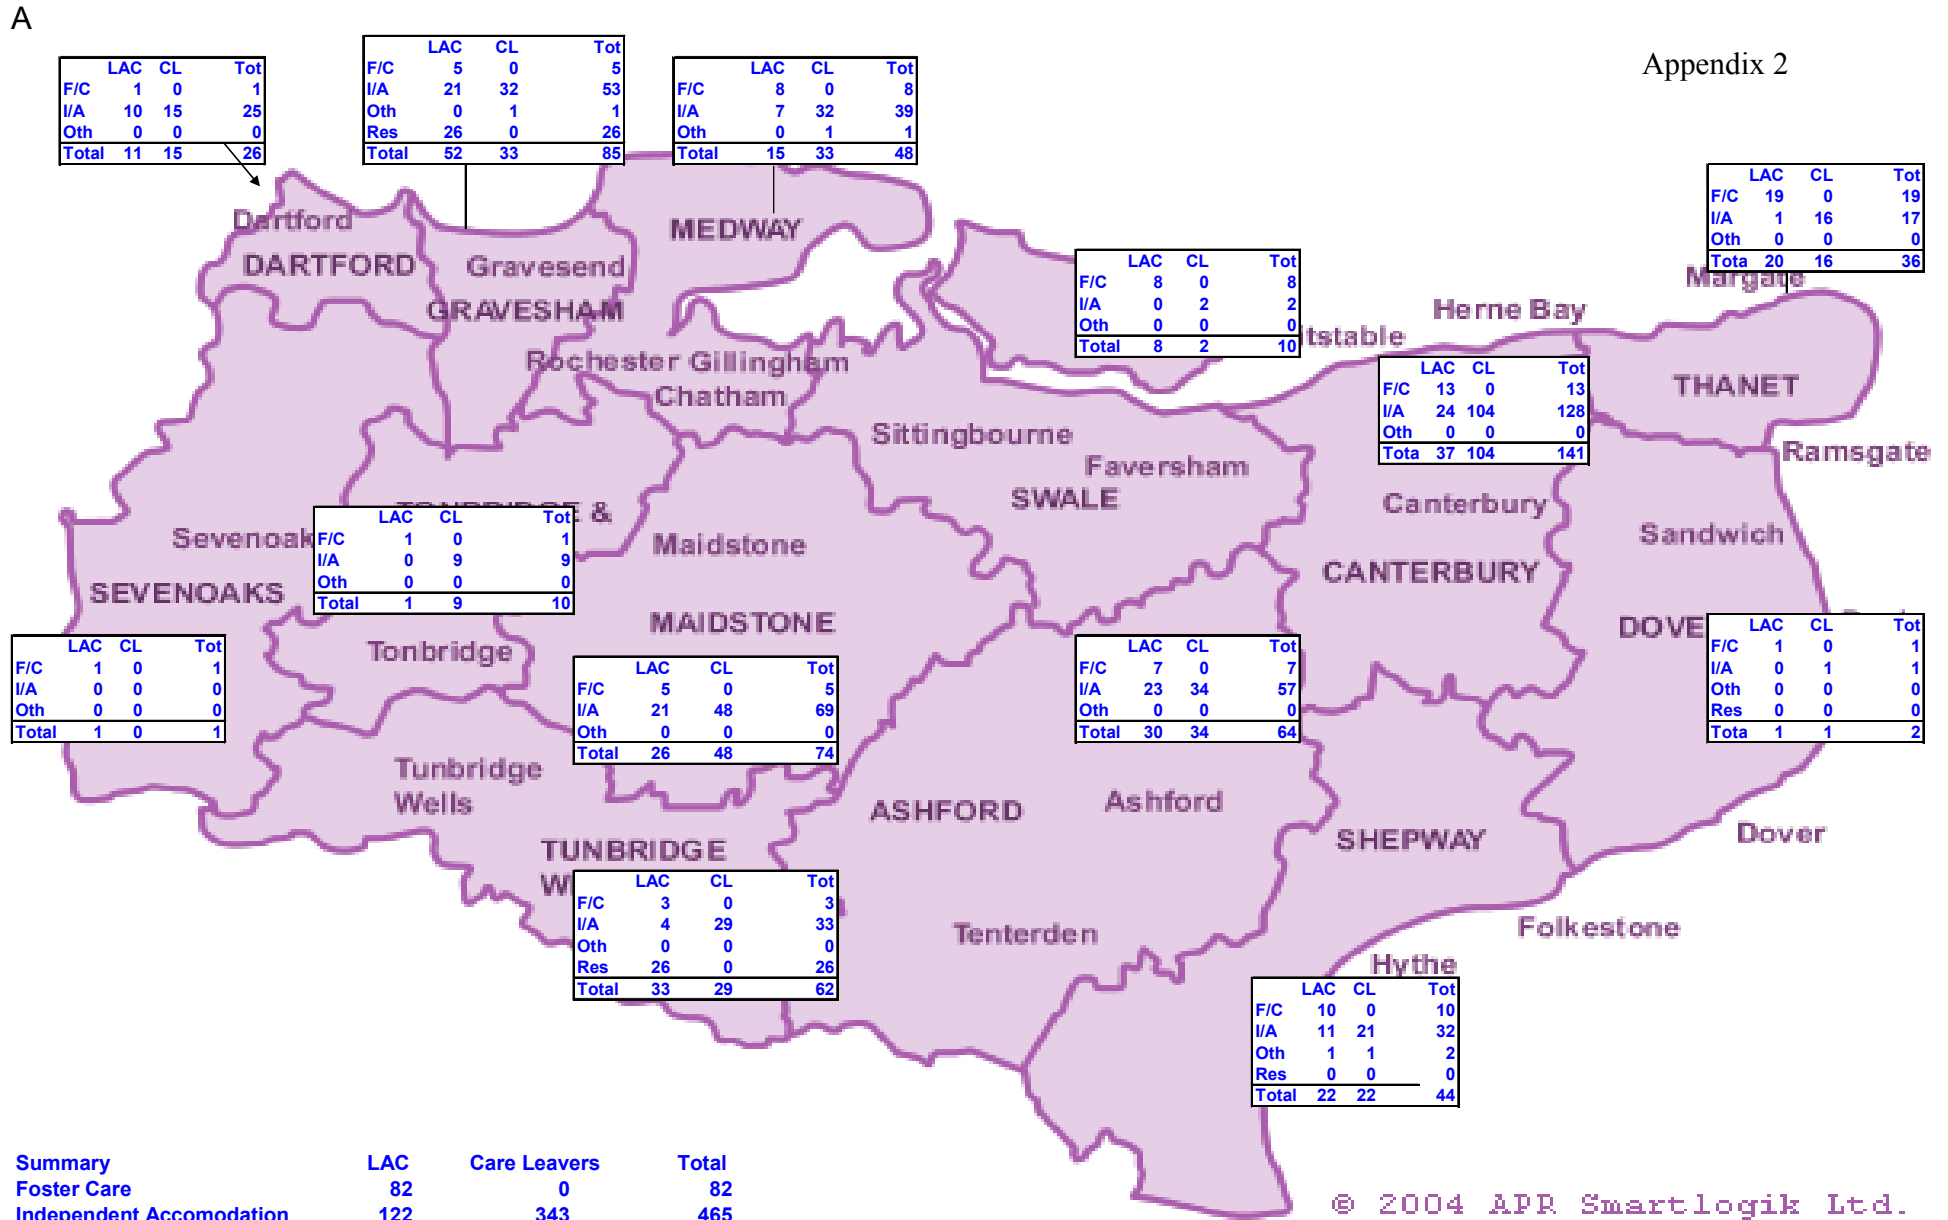 A
Appendix 2
LAC CL Tot
F/C 1 0 1
I/A 10 15 25
Oth 0 0 0
Total 11 15 26
LAC CL Tot
F/C 5 0 5
I/A 21 32 53
Oth 0 1 1
Res 26 0 26
Total 52 33 85
LAC CL Tot
F/C 8 0 8
I/A 7 32 39
Oth 0 1 1
Total 15 33 48
LAC CL Tot
F/C 19 0 19
I/A 1 16 17
Oth 0 0 0
Tota 20 16 36
Dartford
DARTFORD
Gravesend
GRAVESHAM
MEDWAY
Rochester Gillingham
Chatham
LAC CL Tot
F/C 8 0 8
I/A 0 2 2
Oth 0 0 0
Total 8 2 10
itstable
Herne Bay
Margate
THANET
Ramsgate
LAC CL Tot
F/C 13 0 13
I/A 24 104 128
Oth 0 0 0
Tota 37 104 141
Sittingbourne
Faversham
SWALE
Canterbury
CANTERBURY
Sandwich
TONBRIDGE &
Sevenoak
SEVENOAKS
LAC CL Tot
F/C 1 0 1
I/A 0 9 9
Oth 0 0 0
Total 1 9 10
Maidstone
MAIDSTONE
Tonbridge
LAC CL Tot
F/C 1 0 1
I/A 0 0 0
Oth 0 0 0
Total 1 0 1
LAC CL Tot
F/C 5 0 5
I/A 21 48 69
Oth 0 0 0
Total 26 48 74
LAC CL Tot
F/C 7 0 7
I/A 23 34 57
Oth 0 0 0
Total 30 34 64
DOVE
LAC CL Tot
F/C 1 0 1
I/A 0 1 1
Oth 0 0 0
Res 0 0 0
Tota 1 1 2
Tunbridge
Wells
TUNBRIDGE
W
LAC CL Tot
F/C 3 0 3
I/A 4 29 33
Oth 0 0 0
Res 26 0 26
Total 33 29 62
ASHFORD
Ashford
Tenterden
SHEPWAY
Dover
Folkestone
Hythe
LAC CL Tot
F/C 10 0 10
I/A 11 21 32
Oth 1 1 2
Res 0 0 0
Total 22 22 44
Summary LAC Care Leavers Total
Foster Care 82 0 82
Independent Accomodation 122 343 465
© 2004 APR Smartlogik Ltd.